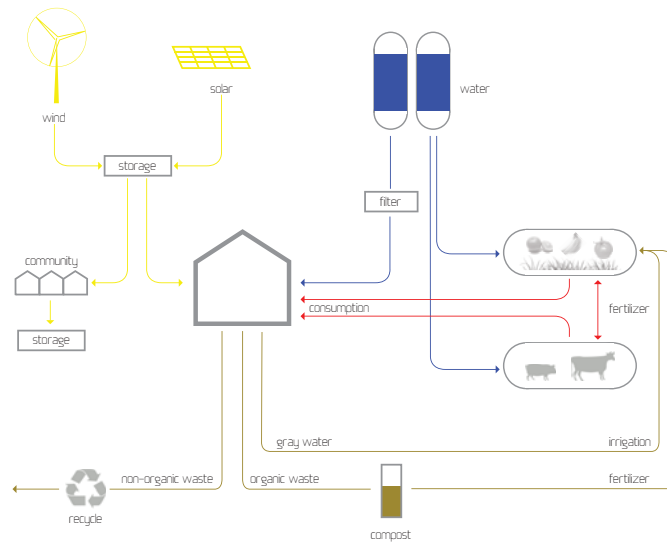 solar
water
wind
storage
filter
community
consumption
fertilizer
storage
gray water
irrigation
non-organic waste
organic waste
fertilizer
recycle
compost